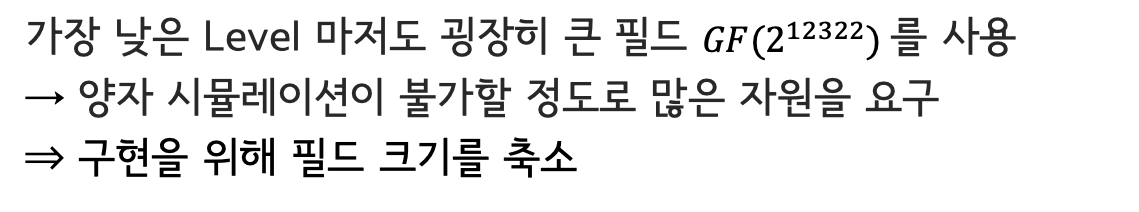 가장 낮은 Level 마저도 굉장히 큰 필드 GF(2¹²³²²) 를 사용
→ 양자 시뮬레이션이 불가할 정도로 많은 자원을 요구
⇒ 구현을 위해 필드 크기를 축소